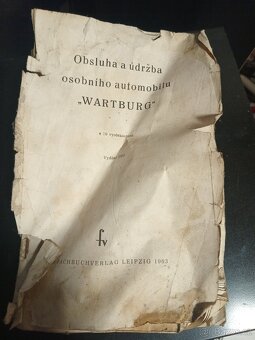 Obsluha a údržba
osobního automobilu
„WARTBURG“
fv
FACHBUCHVERLAG LEIPZIG 1963